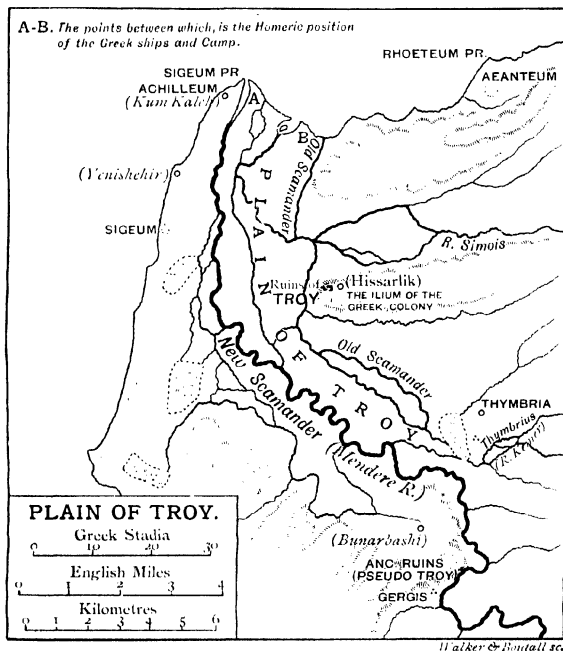 A-B. The points between which, is the Homeric position
of the Greek ships and Camp.
RHOETEUM PR.
AEANTEUM
SIGEUM PR
ACHILLEUM
(Kum Kaleh)
A
B
Old Scamander
(Yenishehir)
SIGEUM
R. Simois
PLAIN OF TROY
Ruins of
TROY
(Hissarlik)
THE ILIUM OF THE
GREEK COLONY
Old Scamander
New Scamander (Mendere R.)
THYMBRIA
Thymbrius
(Bunarbashi)
ANC. RUINS
(PSEUDO TROY)
GERGIS
PLAIN OF TROY.
Greek Stadia
0 10 20 30
English Miles
0 1 2 3 4
Kilometres
0 1 2 3 4 5 6
Walker & Boutall sc.